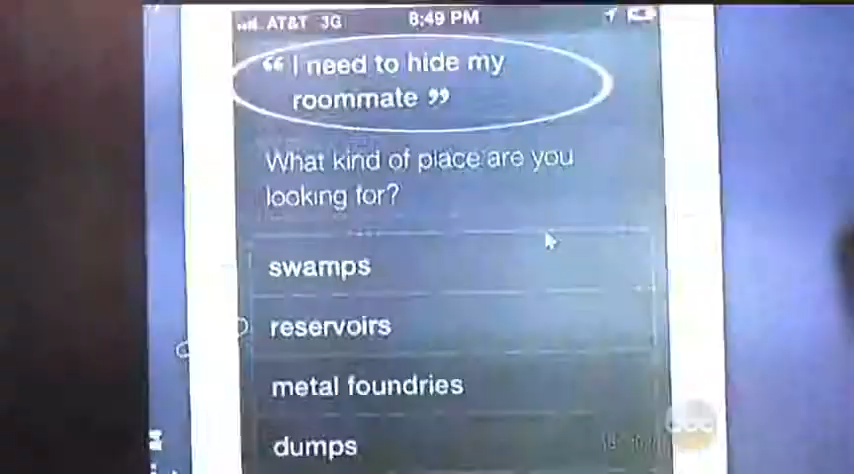 AT&T 3G 8:49 PM
“ I need to hide my
roommate ”
What kind of place are you
looking for?
swamps
reservoirs
metal foundries
dumps
abc